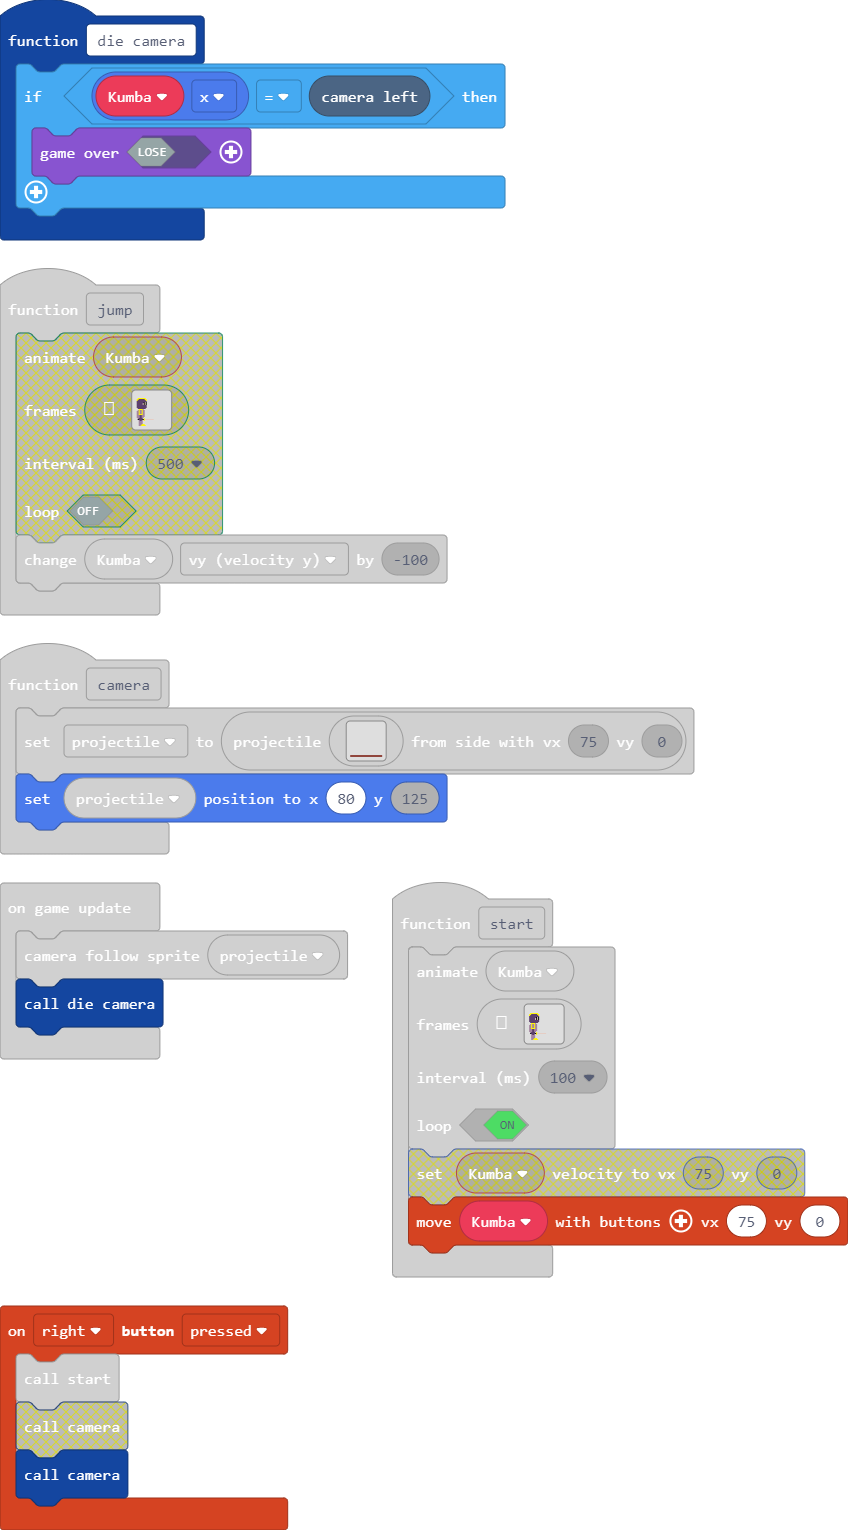 function die camera
if Kumba x = camera left then
game over LOSE
function jump
animate Kumba
frames
interval (ms) 500
loop OFF
change Kumba vy (velocity y) by -100
function camera
set projectile to projectile from side with vx 75 vy 0
set projectile position to x 80 y 125
on game update
camera follow sprite projectile
call die camera
function start
animate Kumba
frames
interval (ms) 100
loop ON
set Kumba velocity to vx 75 vy 0
move Kumba with buttons vx 75 vy 0
on right button pressed
call start
call camera
call camera